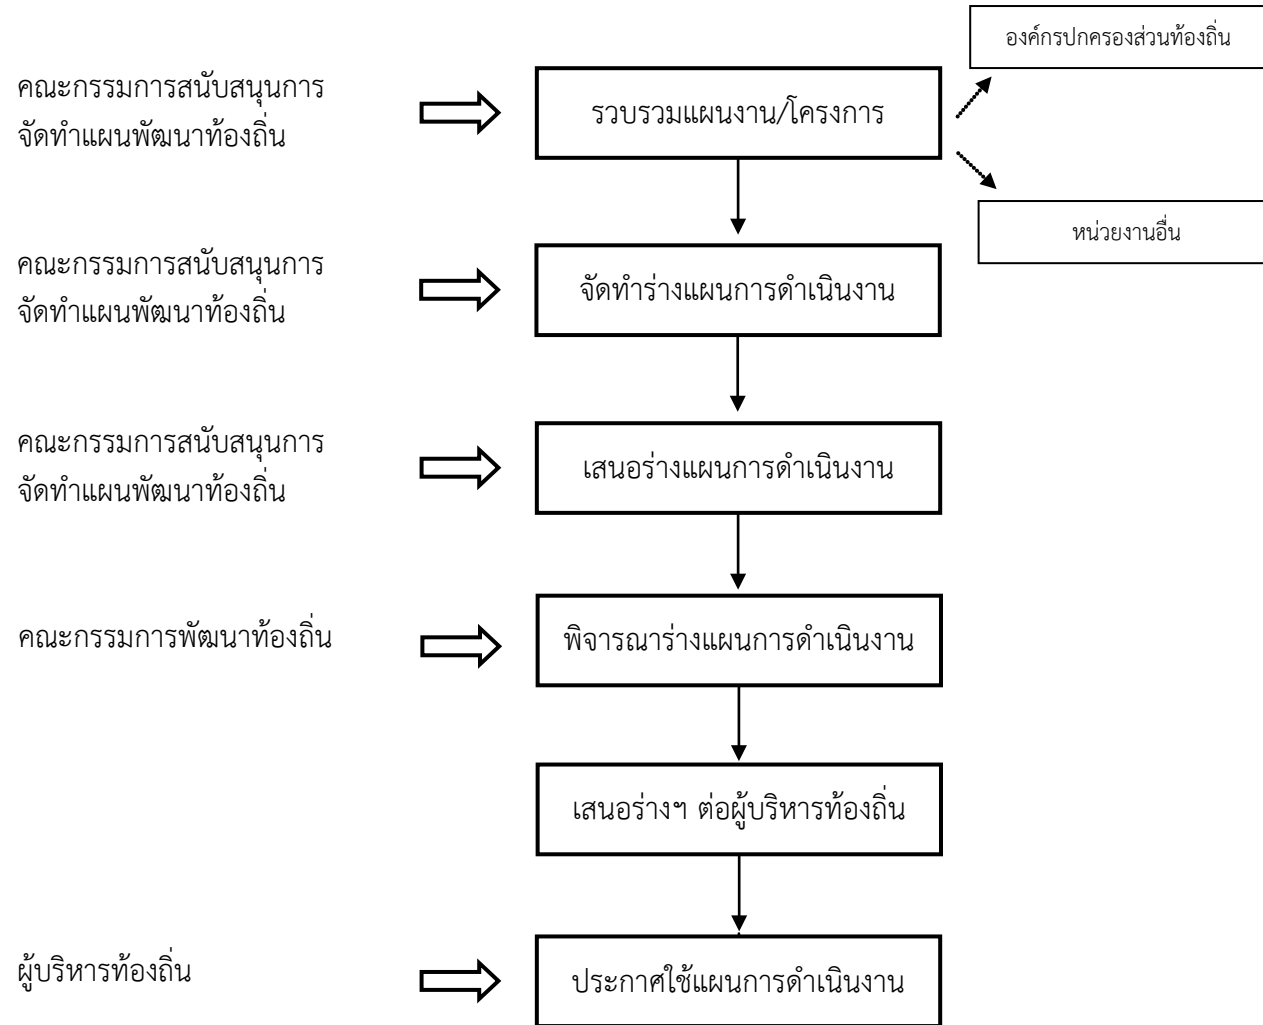 องค์กรปกครองส่วนท้องถิ่น
คณะกรรมการสนับสนุนการ
จัดทำแผนพัฒนาท้องถิ่น
รวบรวมแผนงาน/โครงการ
หน่วยงานอื่น
คณะกรรมการสนับสนุนการ
จัดทำแผนพัฒนาท้องถิ่น
จัดทำร่างแผนการดำเนินงาน
คณะกรรมการสนับสนุนการ
จัดทำแผนพัฒนาท้องถิ่น
เสนอร่างแผนการดำเนินงาน
คณะกรรมการพัฒนาท้องถิ่น
พิจารณาร่างแผนการดำเนินงาน
เสนอร่างฯ ต่อผู้บริหารท้องถิ่น
ผู้บริหารท้องถิ่น
ประกาศใช้แผนการดำเนินงาน